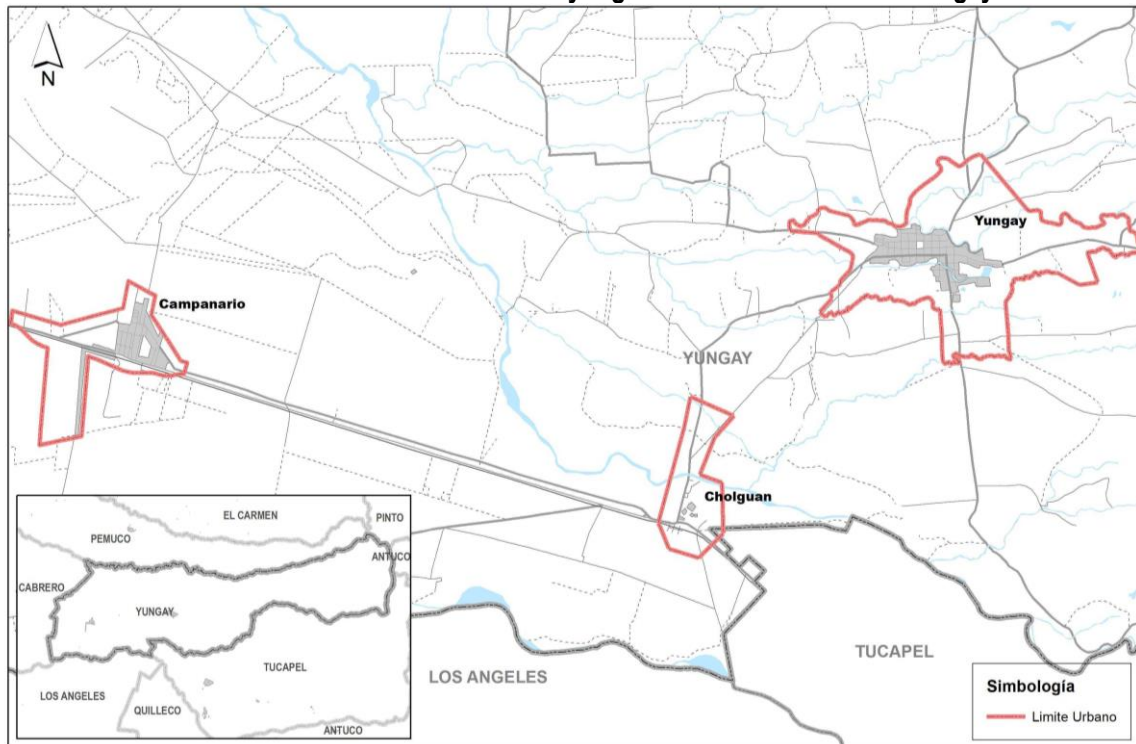 N
Yungay
Campanario
YUNGAY
Cholguan
EL CARMEN
PINTO
PEMUCO
ANTUCO
CABRERO
YUNGAY
TUCAPEL
LOS ANGELES
QUILLECO
ANTUCO
LOS ANGELES
TUCAPEL
Simbología
Limite Urbano